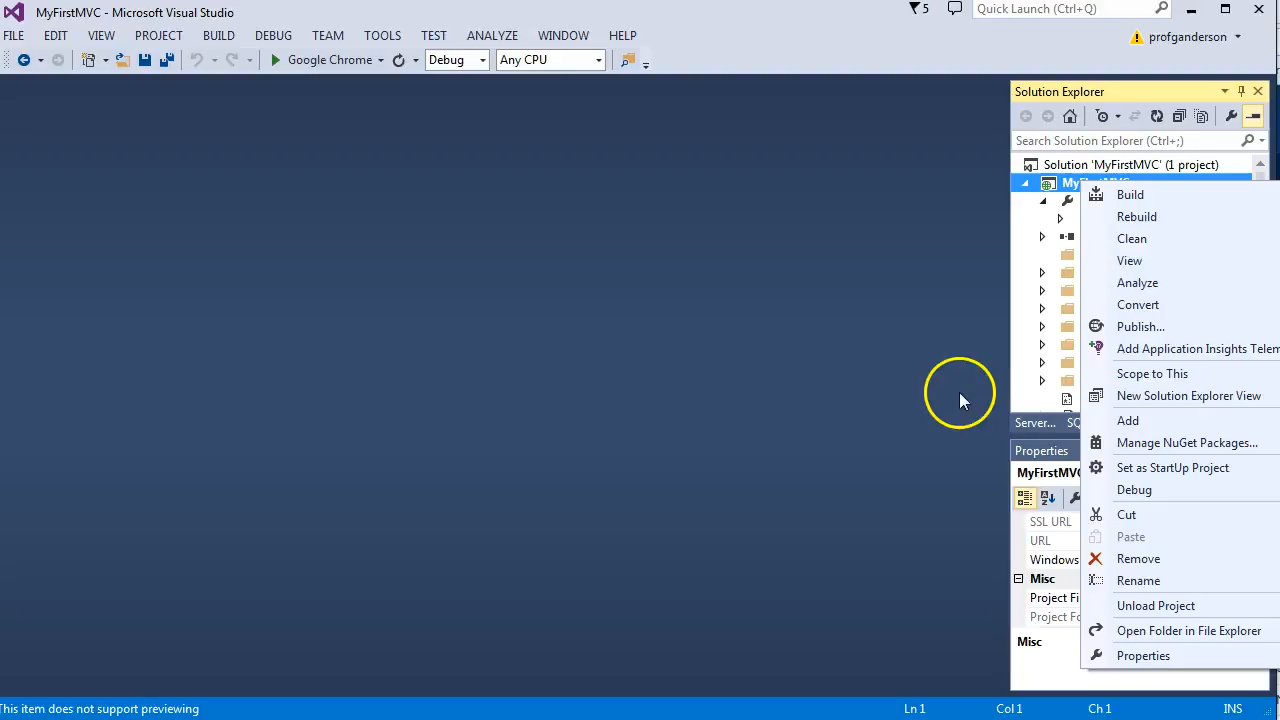 MyFirstMVC - Microsoft Visual Studio
5
Quick Launch (Ctrl+Q)
FILE EDIT VIEW PROJECT BUILD DEBUG TEAM TOOLS TEST ANALYZE WINDOW HELP
profganderson
Google Chrome Debug Any CPU
Solution Explorer
Search Solution Explorer (Ctrl+;)
Solution 'MyFirstMVC' (1 project)
MyFirstMVC
Build
Rebuild
Clean
View
Analyze
Convert
Publish...
Add Application Insights Telem
Scope to This
New Solution Explorer View
Add
Manage NuGet Packages...
Set as StartUp Project
Debug
Cut
Paste
Remove
Rename
Unload Project
Open Folder in File Explorer
Properties
Server... SQ
Properties
MyFirstMVC
SSL URL
URL
Windows
Misc
Project Fi
Project Fo
Misc
This item does not support previewing
Ln 1 Col 1 Ch 1 INS